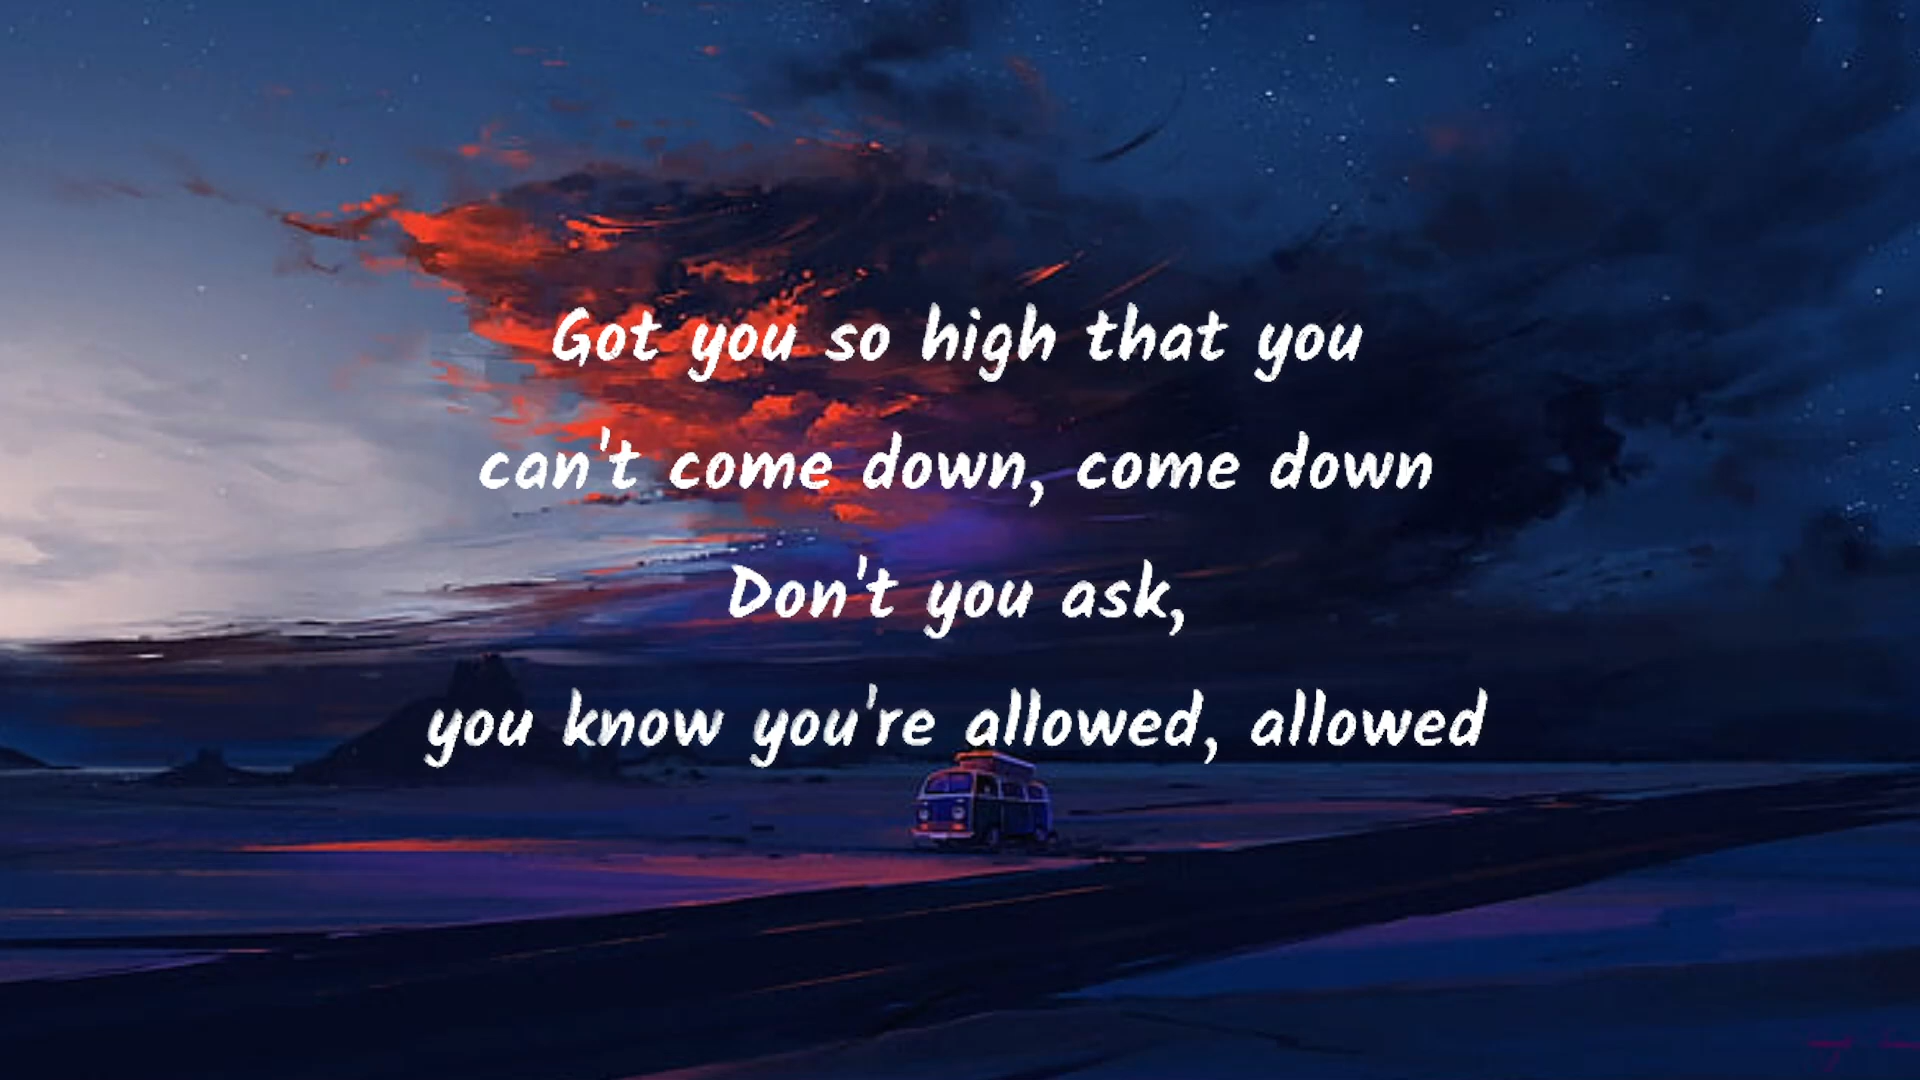 Got you so high that you
can't come down, come down
Don't you ask,
you know you're allowed, allowed